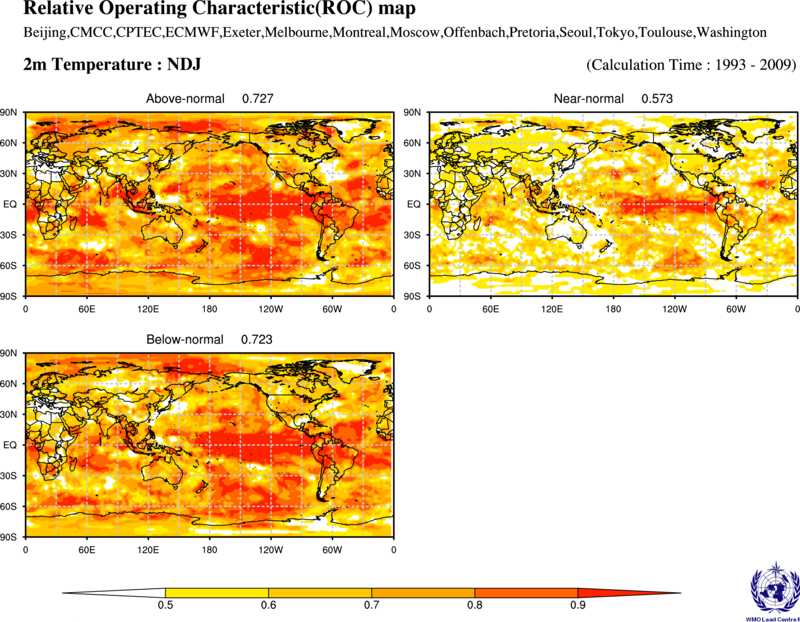 Relative Operating Characteristic(ROC) map
Beijing,CMCC,CPTEC,ECMWF,Exeter,Melbourne,Montreal,Moscow,Offenbach,Pretoria,Seoul,Tokyo,Toulouse,Washington
2m Temperature : NDJ (Calculation Time : 1993 - 2009)
Above-normal 0.727
90N
60N
30N
EQ
30S
60S
90S
0 60E 120E 180 120W 60W 0
Near-normal 0.573
90N
60N
30N
EQ
30S
60S
90S
0 60E 120E 180 120W 60W 0
Below-normal 0.723
90N
60N
30N
EQ
30S
60S
90S
0 60E 120E 180 120W 60W 0
0.5 0.6 0.7 0.8 0.9
WMO Lead Centre